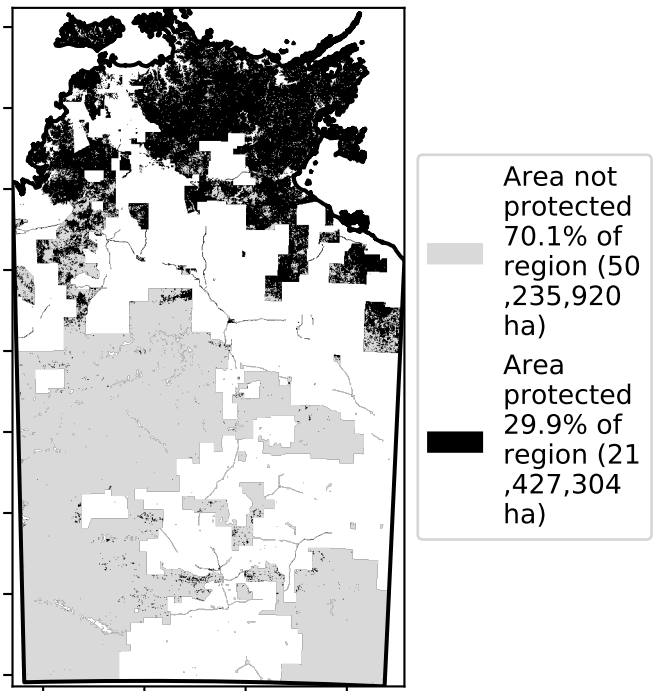 Area not
protected
70.1% of
region (50
,235,920
ha)
Area
protected
29.9% of
region (21
,427,304
ha)